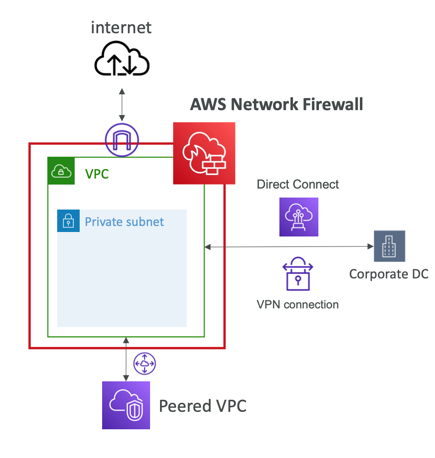 internet
AWS Network Firewall
VPC
Direct Connect
Private subnet
Corporate DC
VPN connection
Peered VPC